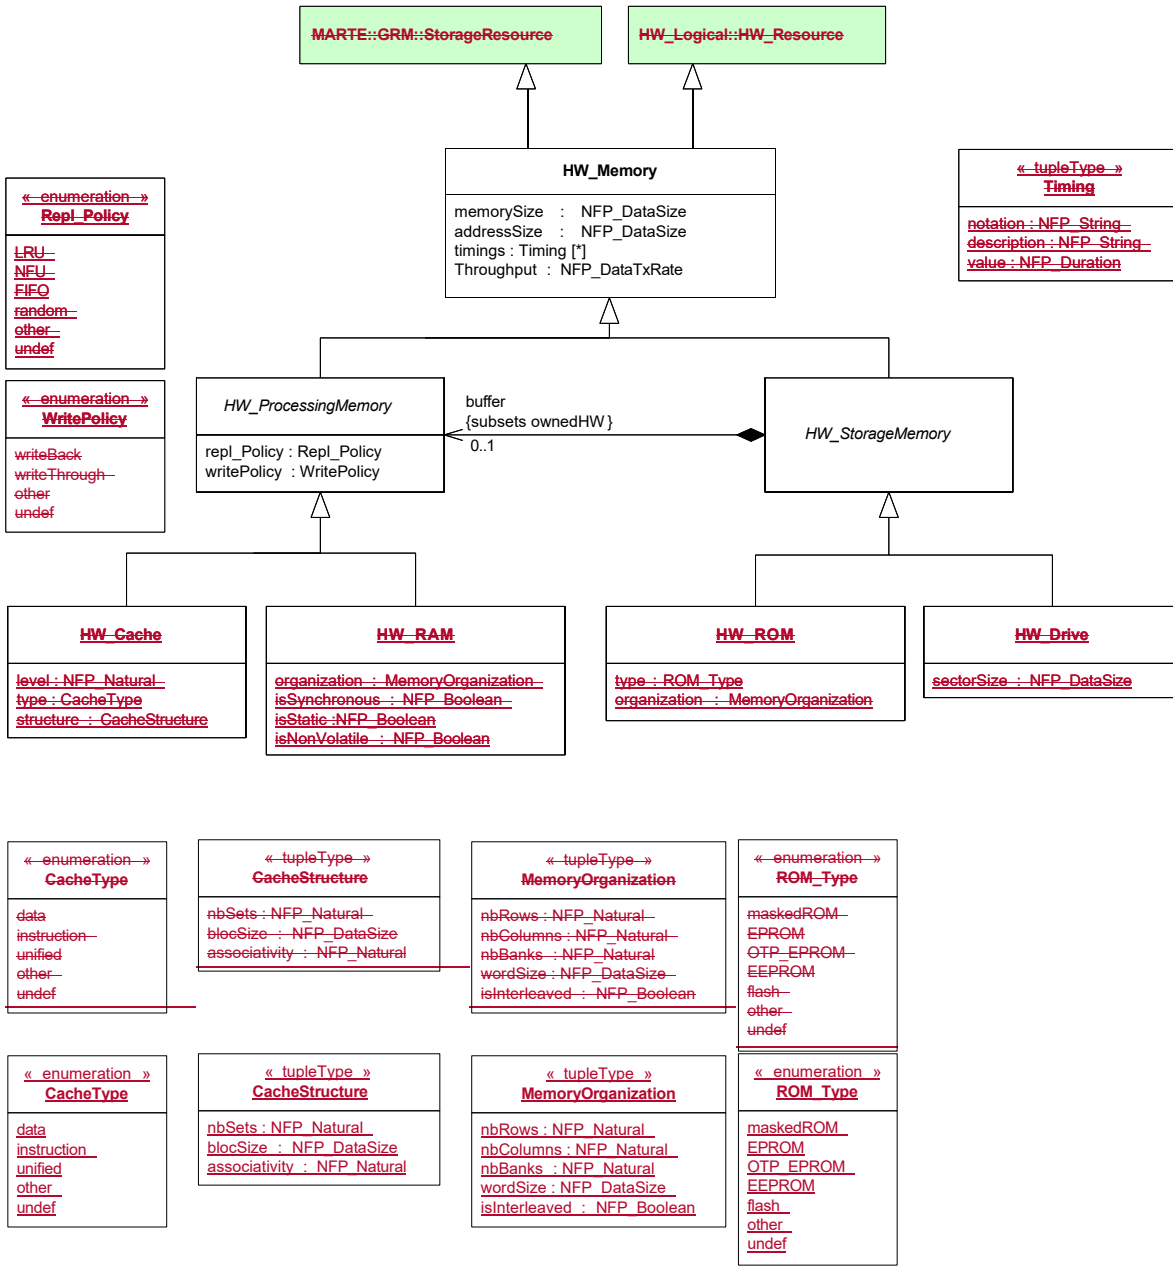 MARTE::GRM::StorageResource
HW_Logical::HW_Resource
HW_Memory
memorySize : NFP_DataSize
addressSize : NFP_DataSize
timings : Timing [*]
Throughput : NFP_DataTxRate
« tupleType »
Timing
notation : NFP_String
description : NFP_String
value : NFP_Duration
« enumeration »
Repl_Policy
LRU
NFU
FIFO
random
other
undef
« enumeration »
WritePolicy
writeBack
writeThrough
other
undef
HW_ProcessingMemory
repl_Policy : Repl_Policy
writePolicy : WritePolicy
buffer
{subsets ownedHW}
0..1
HW_StorageMemory
HW_Cache
level : NFP_Natural
type : CacheType
structure : CacheStructure
HW_RAM
organization : MemoryOrganization
isSynchronous : NFP_Boolean
isStatic :NFP_Boolean
isNonVolatile : NFP_Boolean
HW_ROM
type : ROM_Type
organization : MemoryOrganization
HW_Drive
sectorSize : NFP_DataSize
« enumeration »
CacheType
data
instruction
unified
other
undef
« tupleType »
CacheStructure
nbSets : NFP_Natural
blocSize : NFP_DataSize
associativity : NFP_Natural
« tupleType »
MemoryOrganization
nbRows : NFP_Natural
nbColumns : NFP_Natural
nbBanks : NFP_Natural
wordSize : NFP_DataSize
isInterleaved : NFP_Boolean
« enumeration »
ROM_Type
maskedROM
EPROM
OTP_EPROM
EEPROM
flash
other
undef
« enumeration »
CacheType
data
instruction
unified
other
undef
« tupleType »
CacheStructure
nbSets : NFP_Natural
blocSize : NFP_DataSize
associativity : NFP_Natural
« tupleType »
MemoryOrganization
nbRows : NFP_Natural
nbColumns : NFP_Natural
nbBanks : NFP_Natural
wordSize : NFP_DataSize
isInterleaved : NFP_Boolean
« enumeration »
ROM_Type
maskedROM
EPROM
OTP_EPROM
EEPROM
flash
other
undef